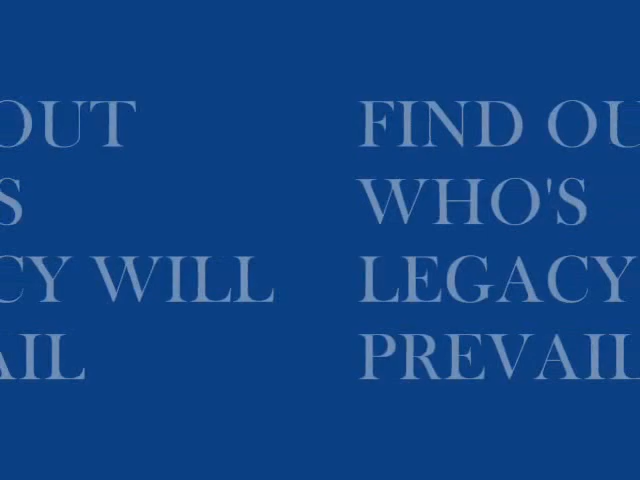 OUT
S
CY WILL
AIL
FIND OU
WHO'S
LEGACY
PREVAIL